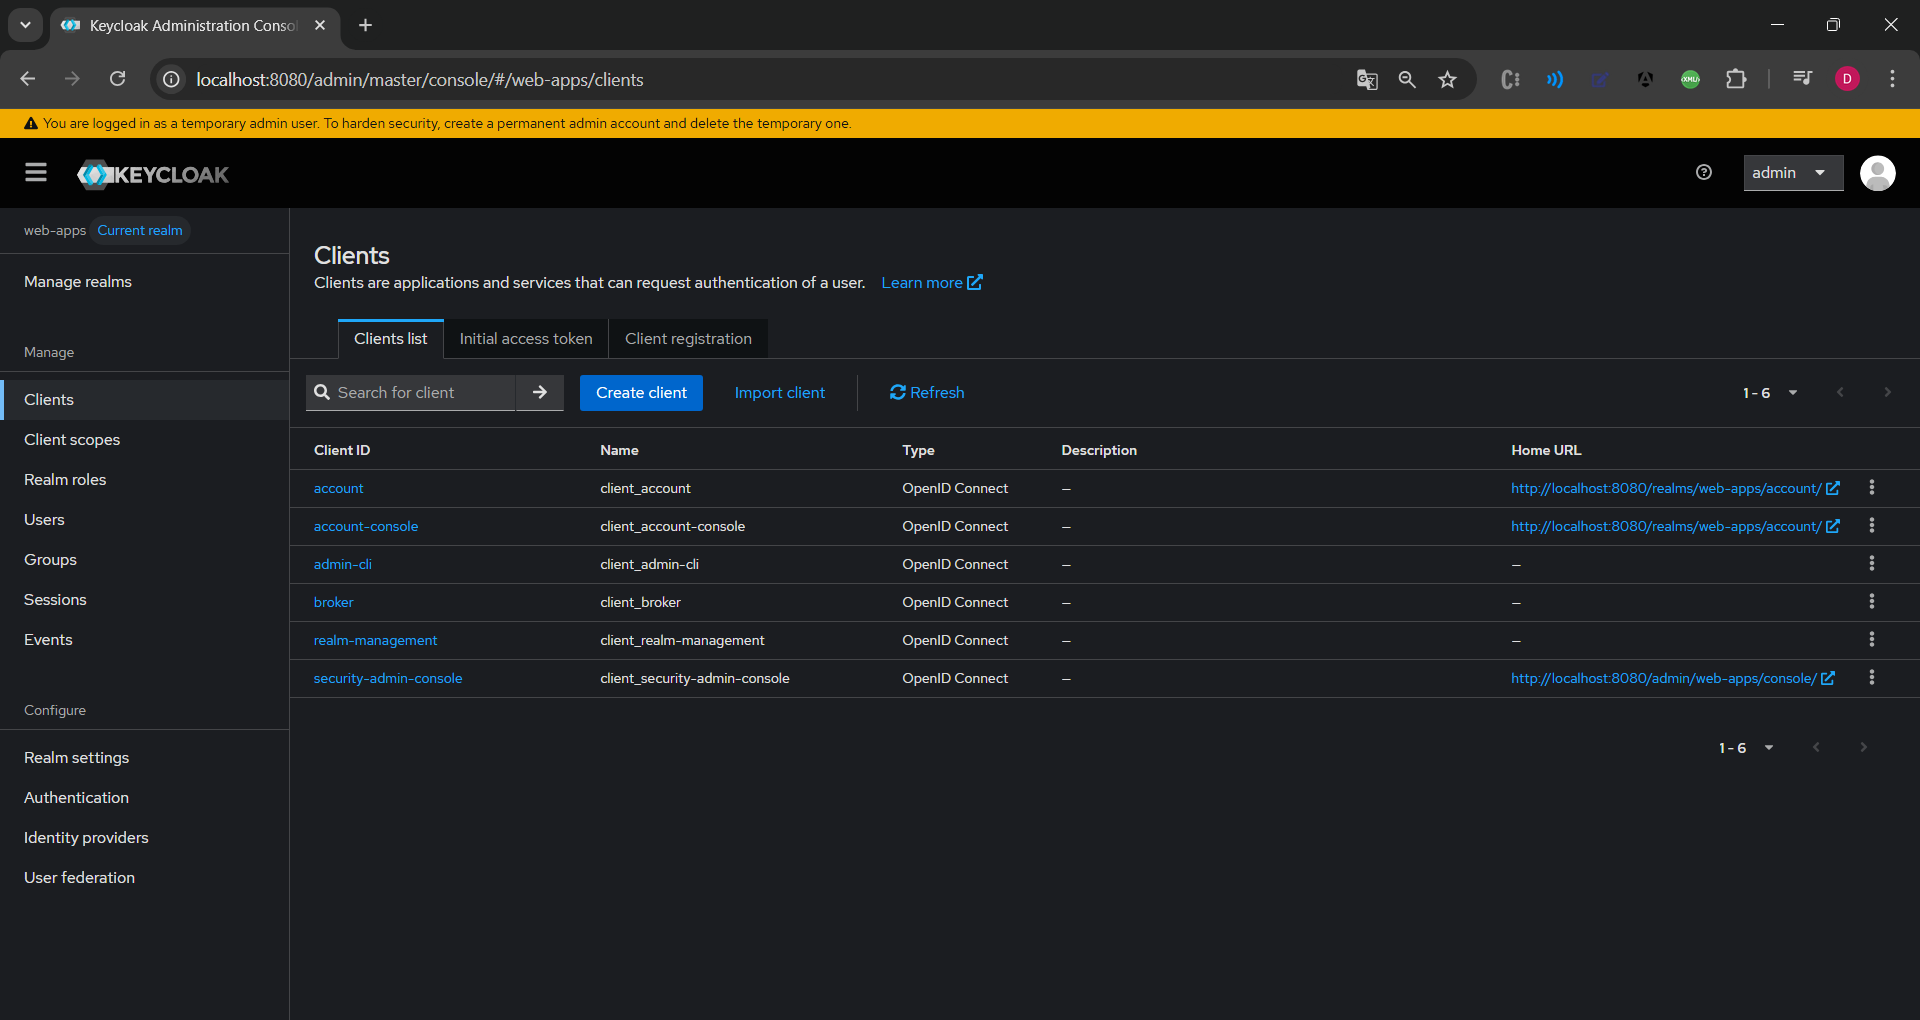 Keycloak Administration Conso
localhost:8080/admin/master/console/#/web-apps/clients
D
You are logged in as a temporary admin user. To harden security, create a permanent admin account and delete the temporary one.
KEYCLOAK
admin
web-apps Current realm
Manage realms
Manage
Clients
Client scopes
Realm roles
Users
Groups
Sessions
Events
Configure
Realm settings
Authentication
Identity providers
User federation
Clients
Clients are applications and services that can request authentication of a user. Learn more
Clients list Initial access token Client registration
Search for client Create client Import client Refresh 1 - 6
Client ID Name Type Description Home URL
account client_account OpenID Connect – http://localhost:8080/realms/web-apps/account/
account-console client_account-console OpenID Connect – http://localhost:8080/realms/web-apps/account/
admin-cli client_admin-cli OpenID Connect – –
broker client_broker OpenID Connect – –
realm-management client_realm-management OpenID Connect – –
security-admin-console client_security-admin-console OpenID Connect – http://localhost:8080/admin/web-apps/console/
1 - 6